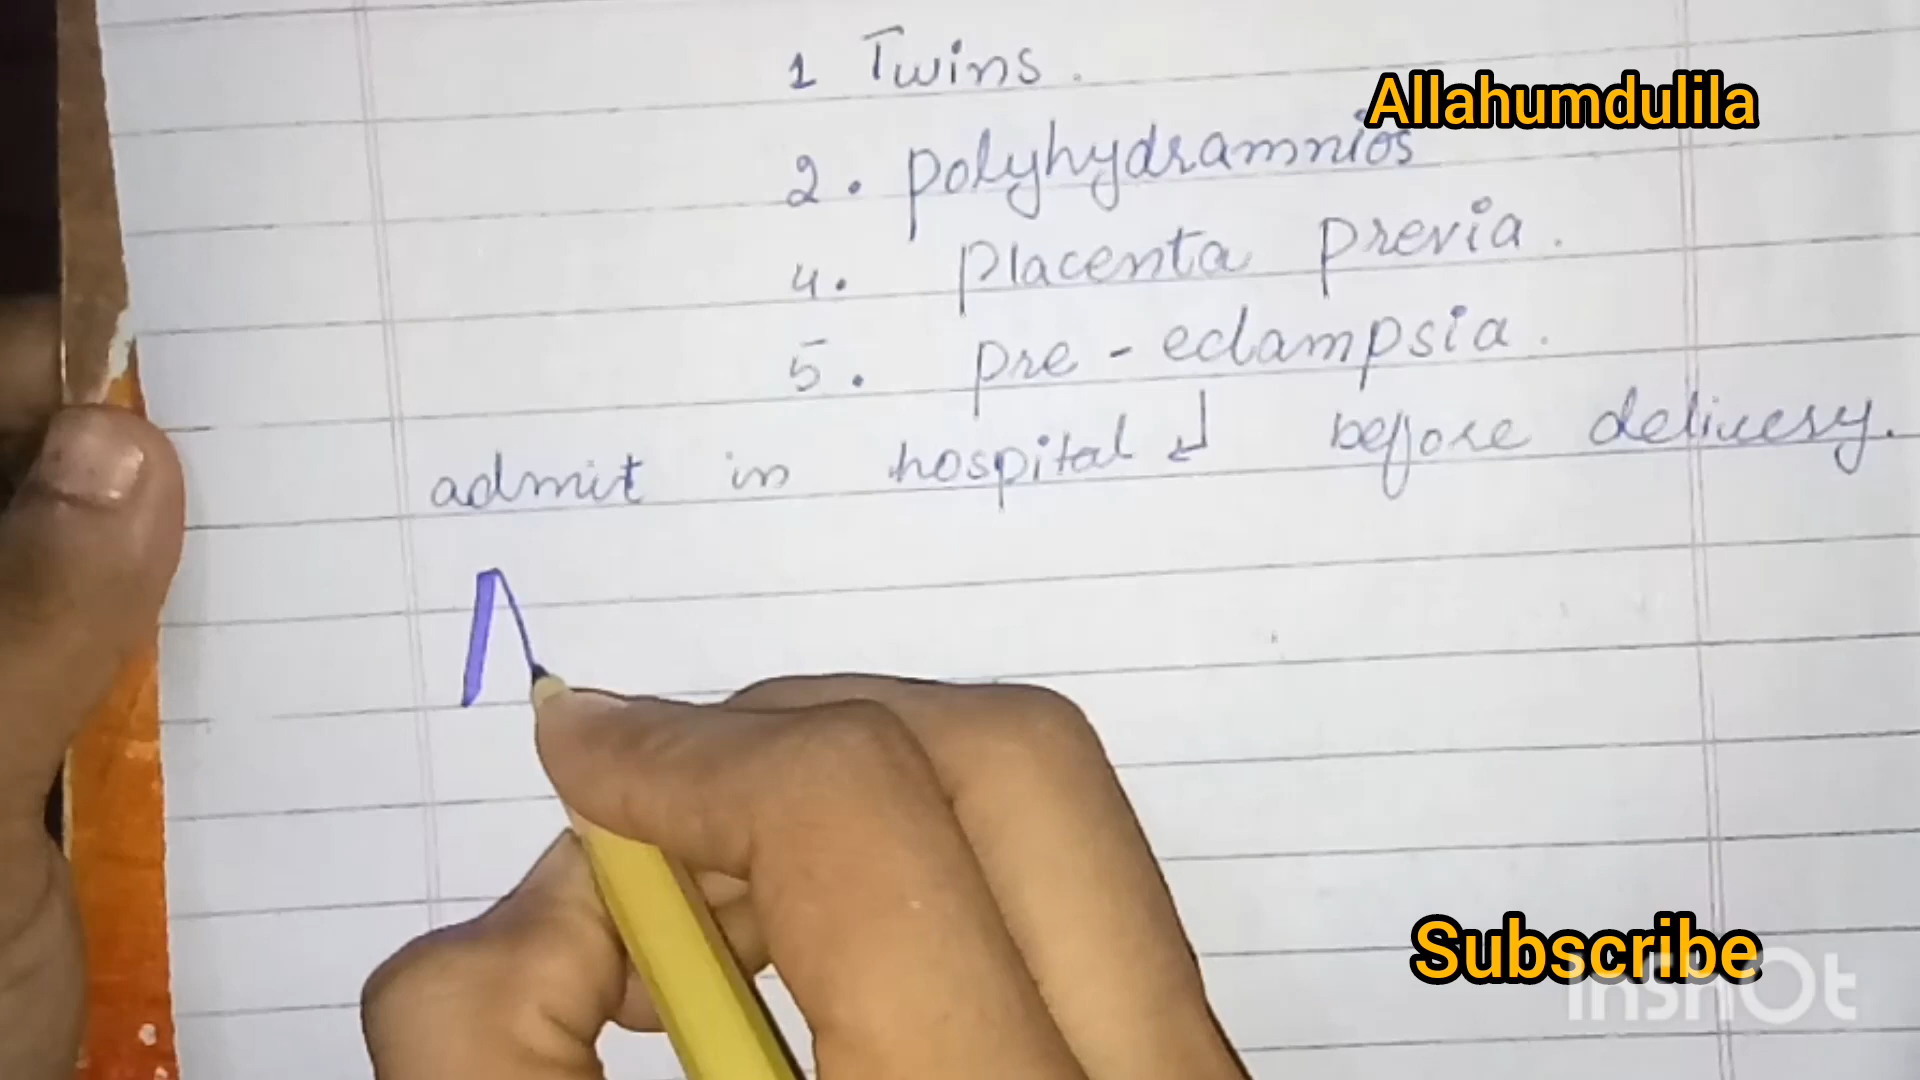 1 Twins.
Allahumdulila
2. polyhydramnios
4. placenta previa.
5. pre-eclampsia.
admit in hospital ↲ before delivery.
Subscribe
InShOt